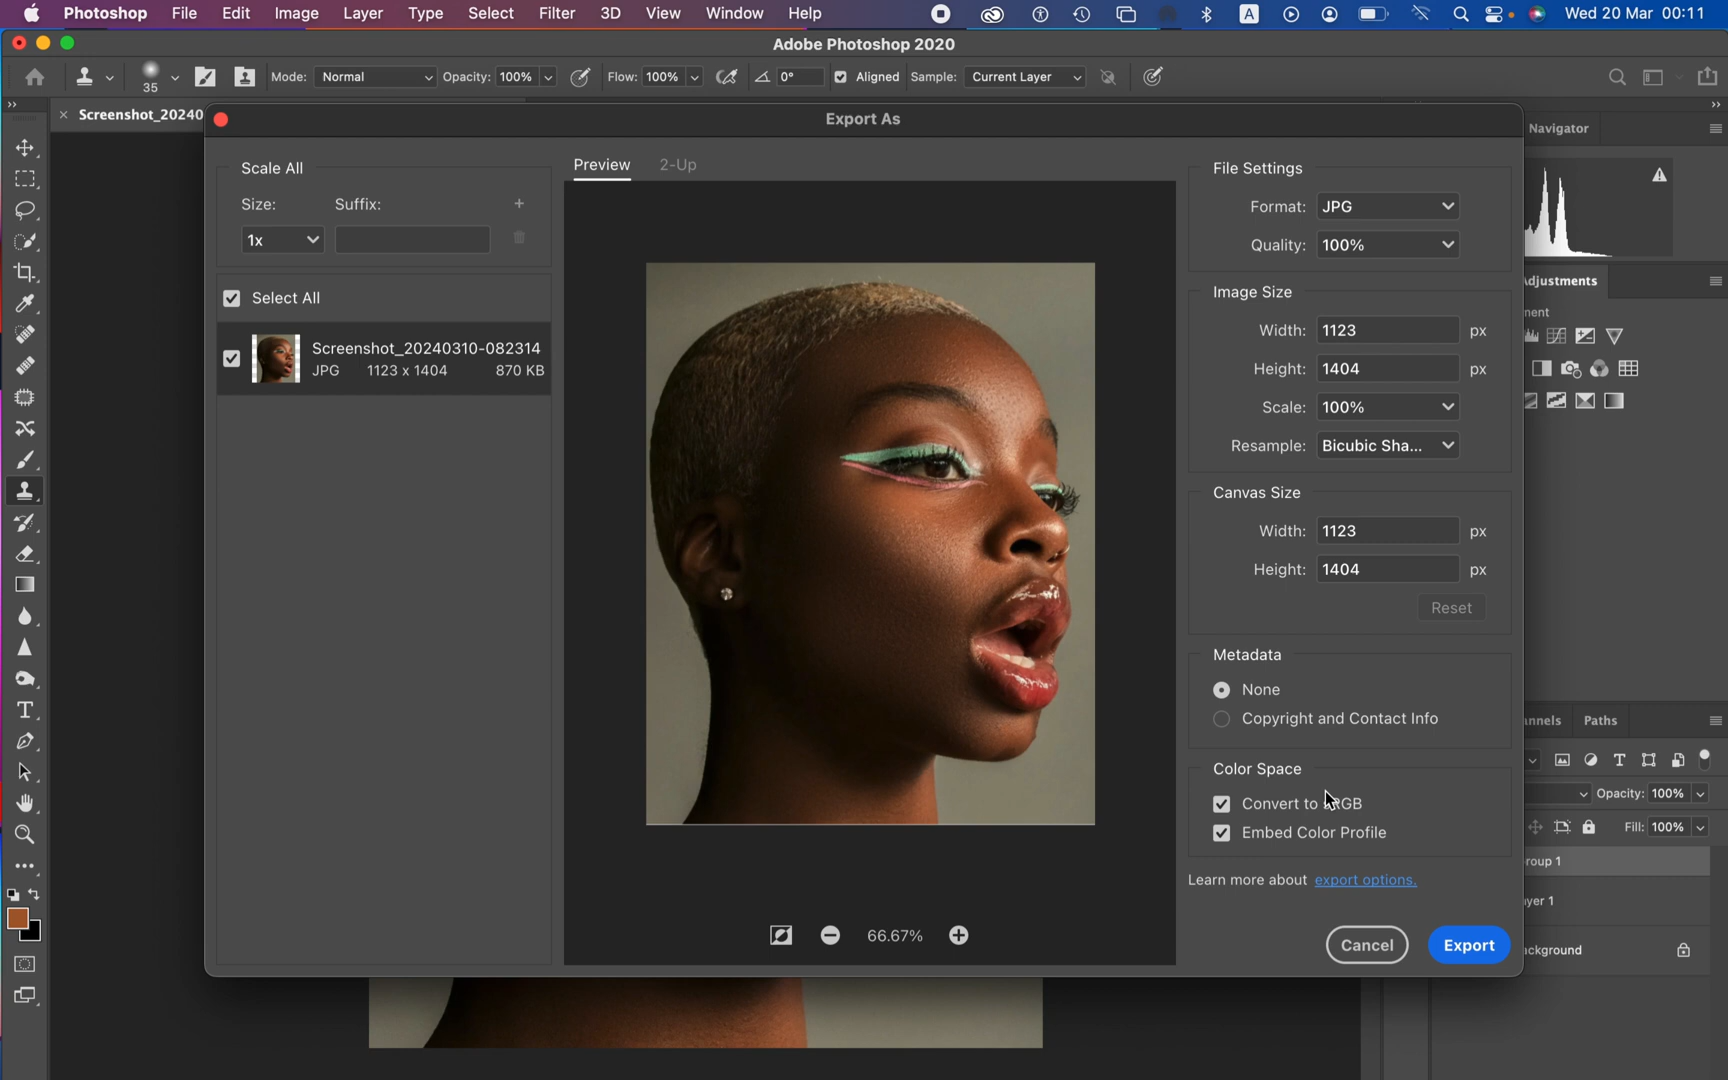 Photoshop File Edit Image Layer Type Select Filter 3D View Window Help A Wed 20 Mar 00:11
Adobe Photoshop 2020
35 Mode: Normal Opacity: 100% Flow: 100% 0° Aligned Sample: Current Layer
Screenshot_20240
Export As
Navigator
Scale All
Size: Suffix:
1x
Select All
Screenshot_20240310-082314
JPG 1123 x 1404 870 KB
Preview 2-Up
66.67%
File Settings
Format: JPG
Quality: 100%
Image Size
Width: 1123 px
Height: 1404 px
Scale: 100%
Resample: Bicubic Sha...
Canvas Size
Width: 1123 px
Height: 1404 px
Reset
Metadata
None
Copyright and Contact Info
Color Space
Convert to RGB
Embed Color Profile
Learn more about export options.
Cancel Export
djustments
ment
nnels Paths
Opacity: 100%
Fill: 100%
roup 1
yer 1
ckground